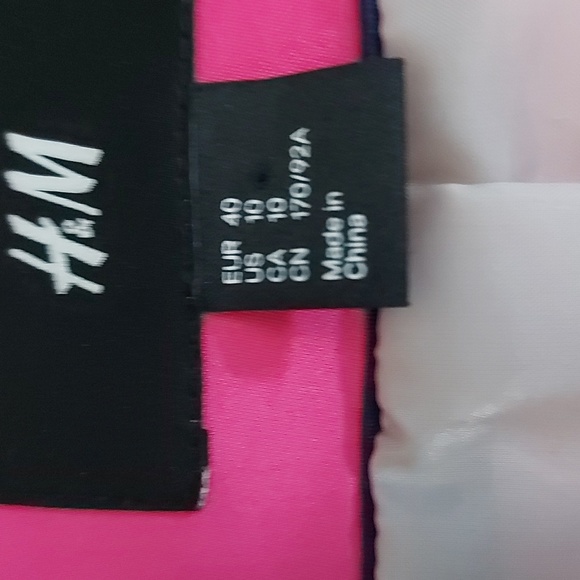 H&M
EUR 40
US 10
CA 10
CN 170/92A
Made in
China